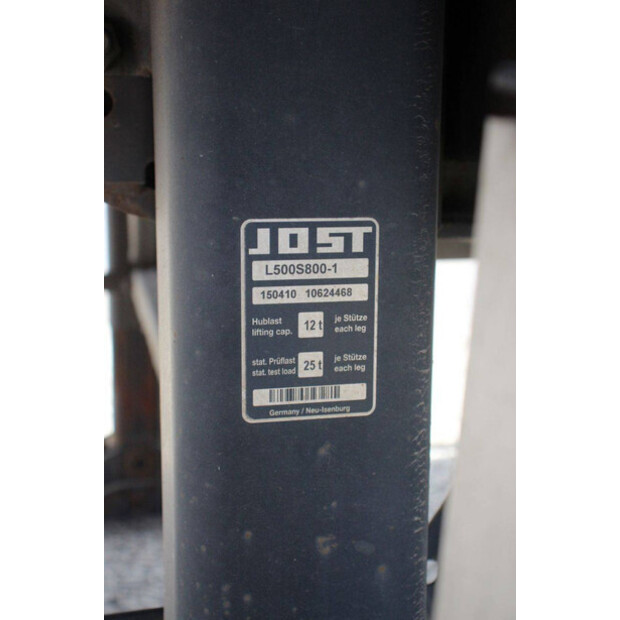 JOST
L500S800-1
150410 10624468
Hublast
lifting cap.
12 t
je Stütze
each leg
stat. Prüflast
stat. test load
25 t
je Stütze
each leg
Germany / Neu-Isenburg